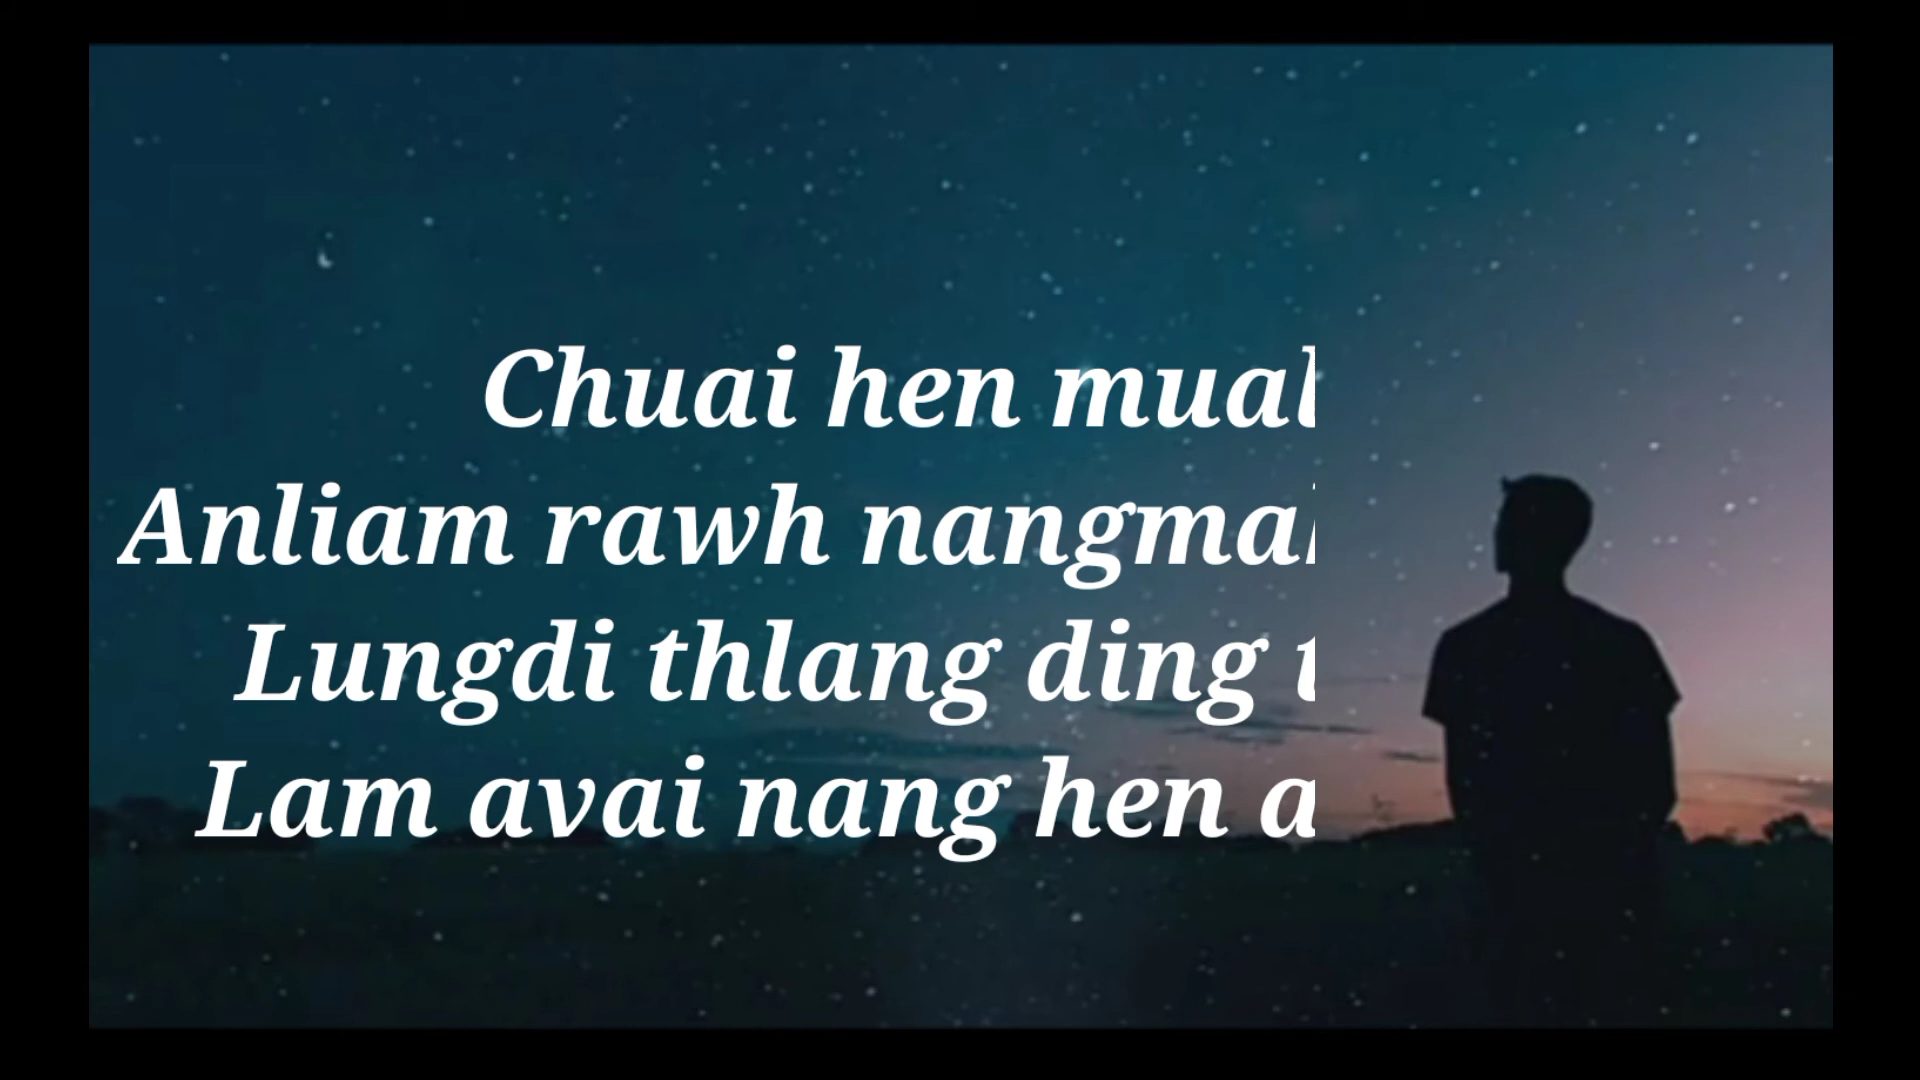 Chuai hen mual
Anliam rawh nangma
Lungdi thlang ding t
Lam avai nang hen a